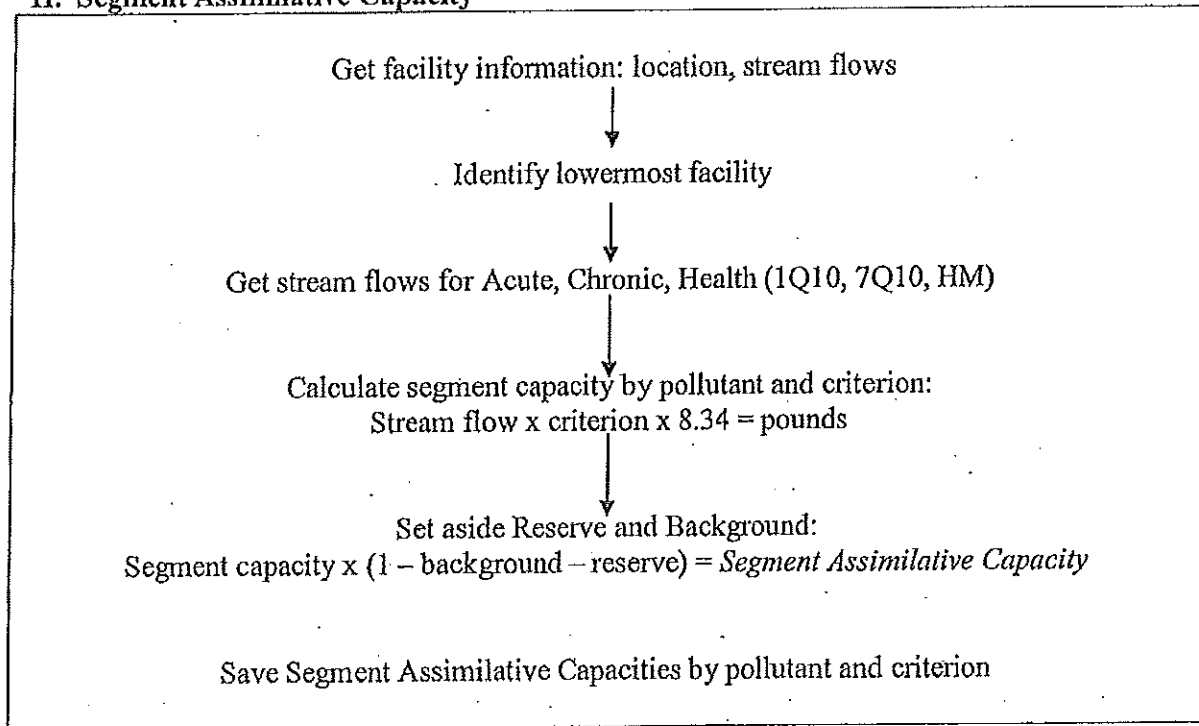 II. Segment Assimilative Capacity
Get facility information: location, stream flows
Identify lowermost facility
Get stream flows for Acute, Chronic, Health (1Q10, 7Q10, HM)
Calculate segment capacity by pollutant and criterion:
Stream flow x criterion x 8.34 = pounds
Set aside Reserve and Background:
Segment capacity x (1 – background – reserve) = Segment Assimilative Capacity
Save Segment Assimilative Capacities by pollutant and criterion